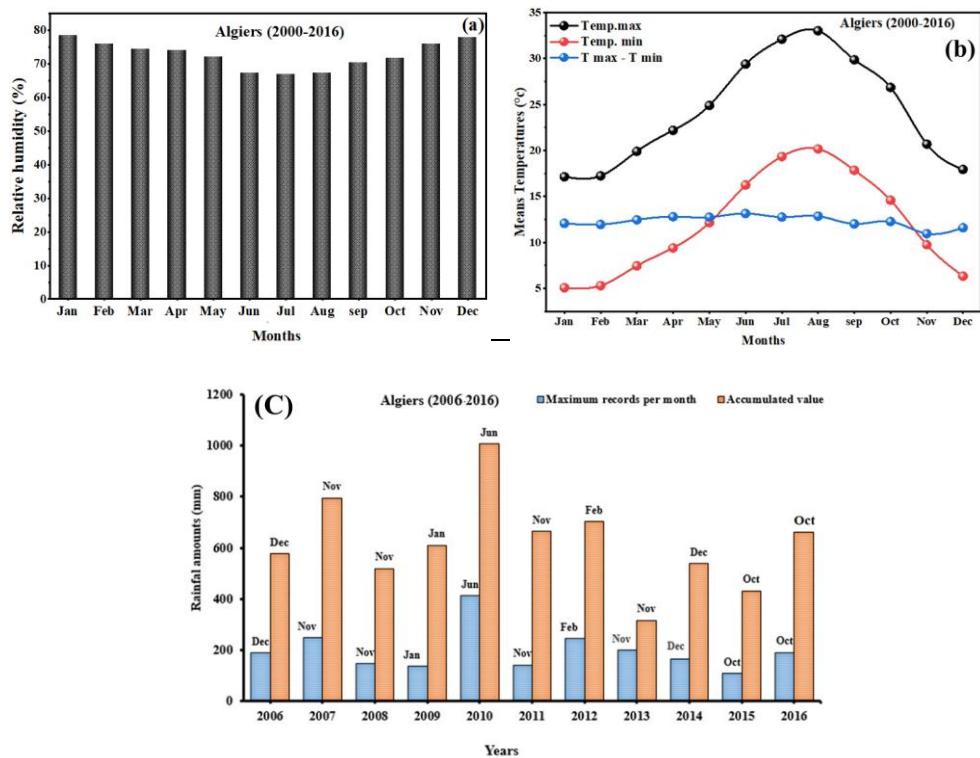 (a)
Algiers (2000-2016)
Relative humidity (%)
80
70
60
50
40
30
20
10
0
Jan Feb Mar Apr May Jun Jul Aug sep Oct Nov Dec
Months
Algiers (2000-2016)
(b)
Temp.max
Temp. min
T max - T min
Means Temperatures (°c)
35
30
25
20
15
10
5
Jan Feb Mar Apr May Jun Jul Aug sep Oct Nov Dec
Months
(C)
Algiers (2006-2016)
Maximum records per month
Accumulated value
Rainfal amounts (mm)
1200
1000
800
600
400
200
0
Dec Dec Nov Nov Nov Nov Jan Jan Jun Jun Nov Nov Feb Feb Nov Nov Dec Dec Oct Oct Oct Oct
2006 2007 2008 2009 2010 2011 2012 2013 2014 2015 2016
Years